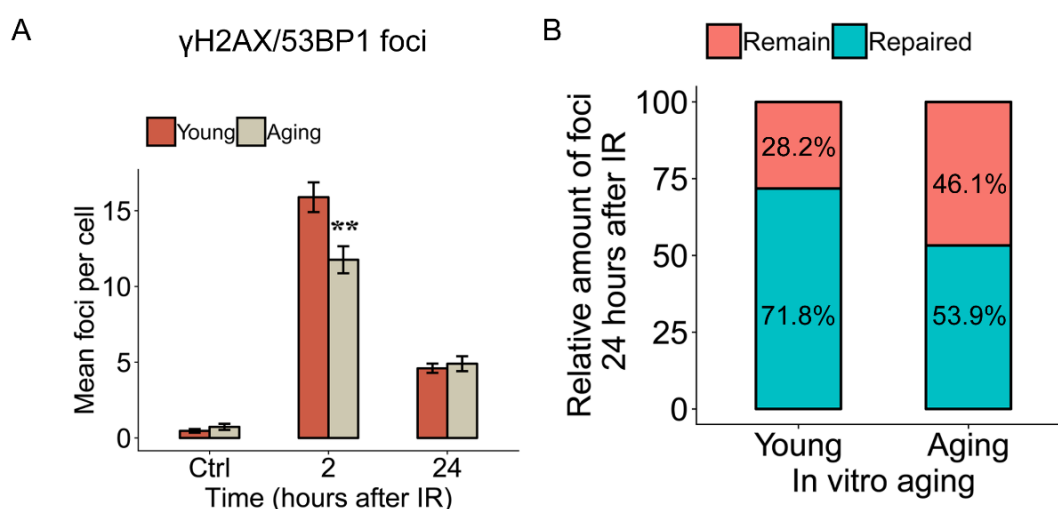 A
γH2AX/53BP1 foci
Young Aging
Mean foci per cell
15
10
5
0
**
Ctrl 2 24
Time (hours after IR)
B
Remain Repaired
Relative amount of foci
24 hours after IR
100
75
50
25
0
28.2%
46.1%
71.8%
53.9%
Young Aging
In vitro aging